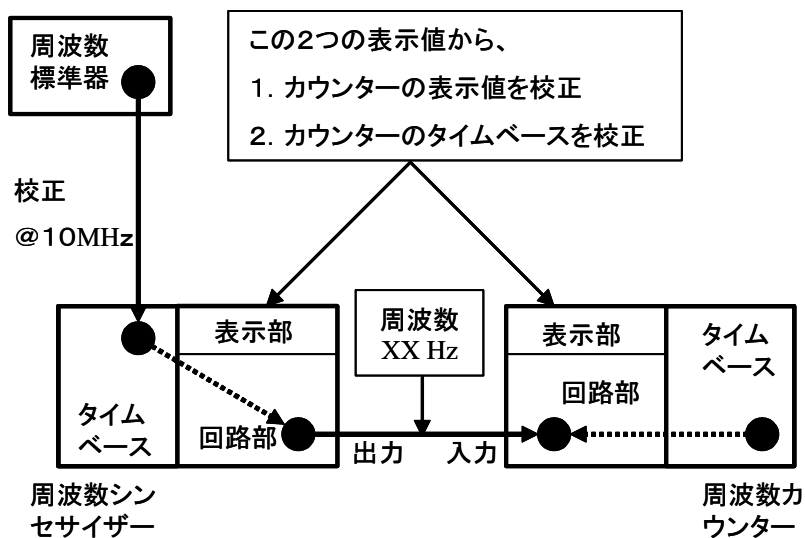 周波数
標準器
この2つの表示値から、
1. カウンターの表示値を校正
2. カウンターのタイムベースを校正
校正
@10MHz
表示部
周波数
XX Hz
表示部
タイム
ベース
回路部
タイム
ベース
回路部
出力
入力
周波数シン
セサイザー
周波数カ
ウンター